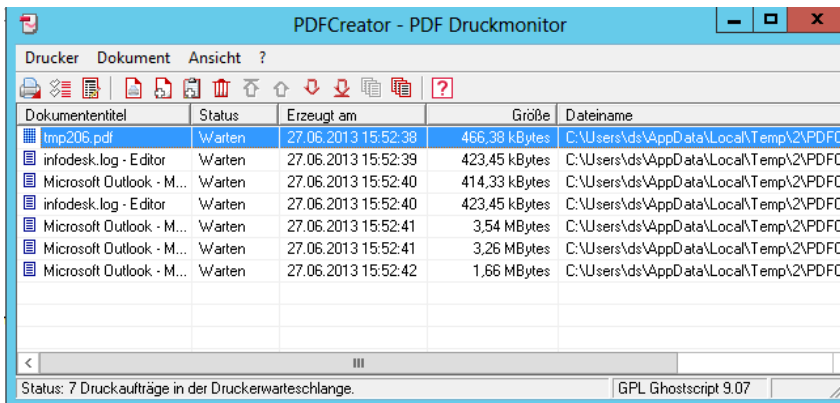 PDFCreator - PDF Druckmonitor
Drucker Dokument Ansicht ?
Dokumententitel Status Erzeugt am Größe Dateiname
tmp206.pdf Warten 27.06.2013 15:52:38 466,38 kBytes C:\Users\ds\AppData\Local\Temp\2\PDFC
infodesk.log - Editor Warten 27.06.2013 15:52:39 423,45 kBytes C:\Users\ds\AppData\Local\Temp\2\PDFC
Microsoft Outlook - M... Warten 27.06.2013 15:52:40 414,33 kBytes C:\Users\ds\AppData\Local\Temp\2\PDFC
infodesk.log - Editor Warten 27.06.2013 15:52:40 423,45 kBytes C:\Users\ds\AppData\Local\Temp\2\PDFC
Microsoft Outlook - M... Warten 27.06.2013 15:52:41 3,54 MBytes C:\Users\ds\AppData\Local\Temp\2\PDFC
Microsoft Outlook - M... Warten 27.06.2013 15:52:41 3,26 MBytes C:\Users\ds\AppData\Local\Temp\2\PDFC
Microsoft Outlook - M... Warten 27.06.2013 15:52:42 1,66 MBytes C:\Users\ds\AppData\Local\Temp\2\PDFC
Status: 7 Druckaufträge in der Druckerwarteschlange. GPL Ghostscript 9.07